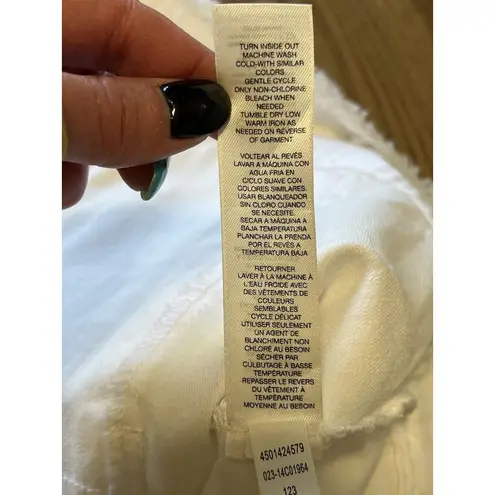 TURN INSIDE OUT
MACHINE WASH
COLD-WITH SIMILAR
COLORS
GENTLE CYCLE
ONLY NON-CHLORINE
BLEACH WHEN
NEEDED
TUMBLE DRY LOW
WARM IRON AS
NEEDED ON REVERSE
OF GARMENT
VOLTEAR AL REVÉS
LAVAR A MÁQUINA CON
AGUA FRIA EN
CICLO SUAVE CON
COLORES SIMILARES.
USAR BLANQUEADOR
SIN CLORO CUANDO
SE NECESITE
SECAR A MÁQUINA A
BAJA TEMPERATURA
PLANCHAR LA PRENDA
POR EL REVÉS A
TEMPERATURA BAJA
RETOURNER
LAVER À LA MACHINE À
L'EAU FROIDE AVEC
DES VÊTEMENTS DE
COULEURS
SEMBLABLES
CYCLE DÉLICAT
UTILISER SEULEMENT
UN AGENT DE
BLANCHIMENT NON
CHLORÉ AU BESOIN
SÉCHER PAR
CULBUTAGE À BASSE
TEMPÉRATURE
REPASSER LE REVERS
DU VÊTEMENT À
TEMPÉRATURE
MOYENNE AU BESOIN
4501424579
023-14C01964
123